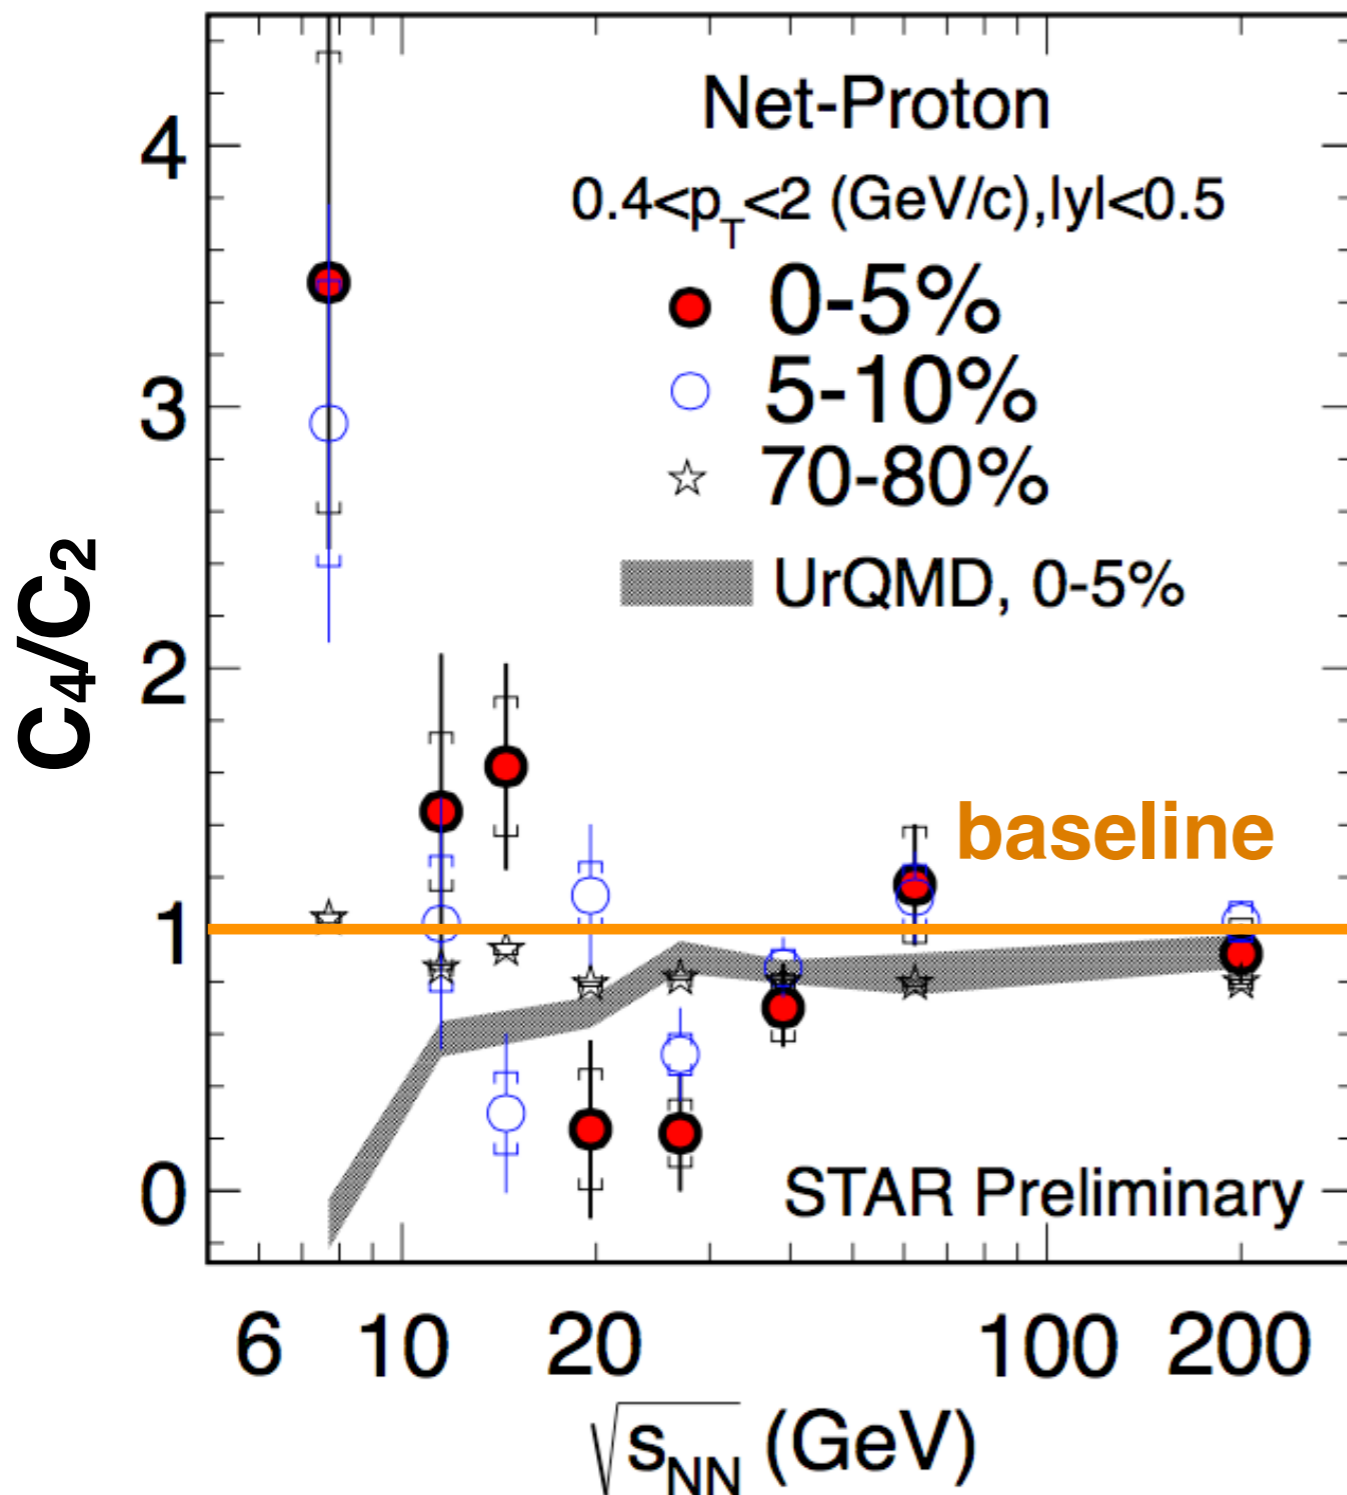 4
3
2
1
0
C4/C2
Net-Proton
0.4<pT<2 (GeV/c),|y|<0.5
0-5%
5-10%
70-80%
UrQMD, 0-5%
baseline
STAR Preliminary
6 10 20 100 200
√sNN (GeV)